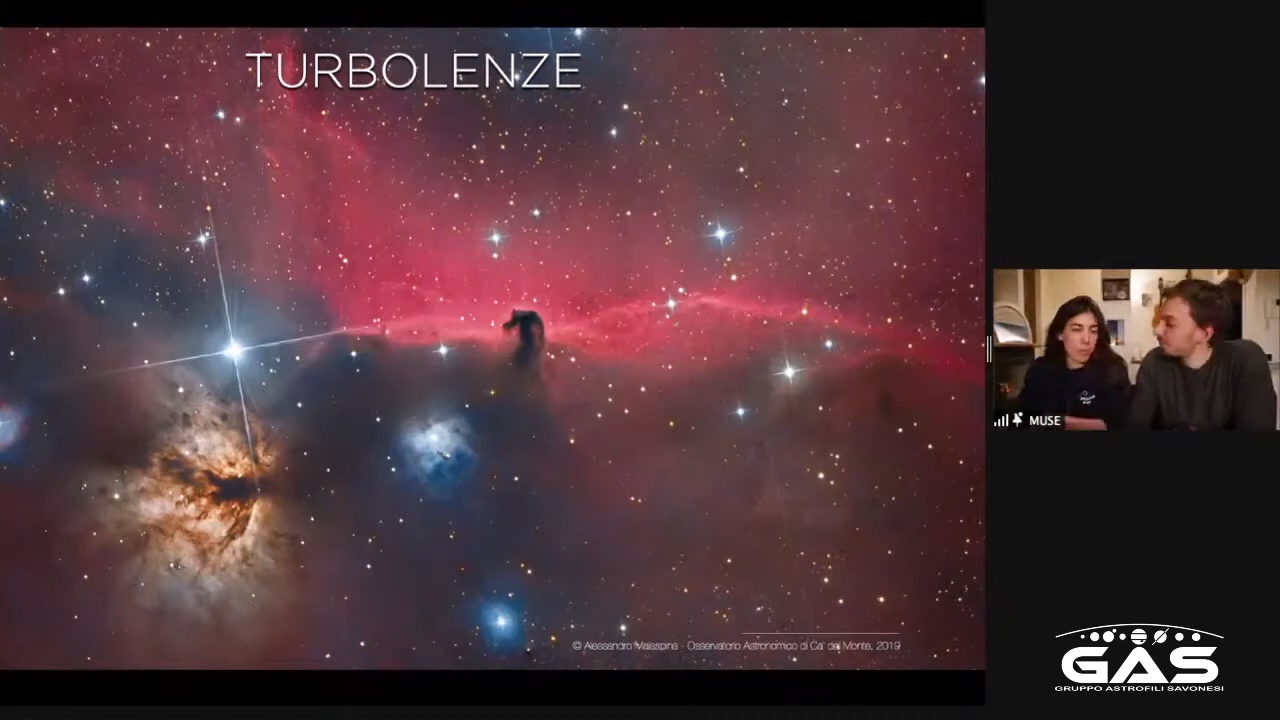 TURBOLENZE
MUSE
© Alessandro Malaspina - Osservatorio Astronomico di Ca' del Monte, 2019
GAS
GRUPPO ASTROFILI SAVONESI